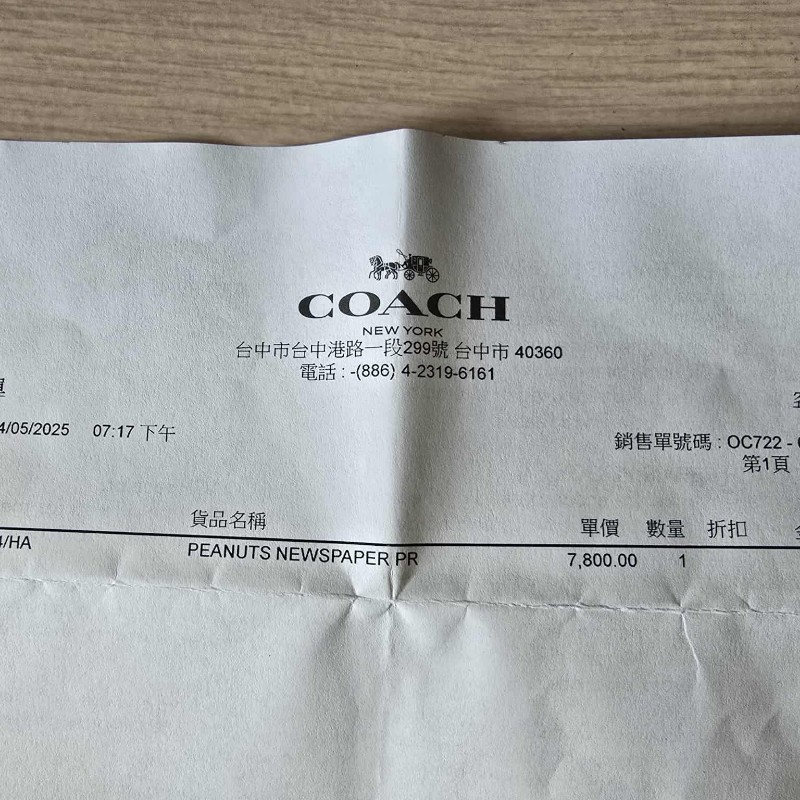 COACH
NEW YORK
台中市台中港路一段299號 台中市 40360
電話 : -(886) 4-2319-6161
4/05/2025 07:17 下午
銷售單號碼 : OC722 -
第1頁
貨品名稱 單價 數量 折扣
4/HA PEANUTS NEWSPAPER PR 7,800.00 1